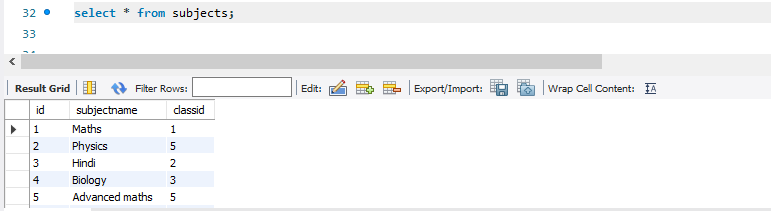 32 select * from subjects;
33
Result Grid Filter Rows: Edit: Export/Import: Wrap Cell Content:
id subjectname classid
1 Maths 1
2 Physics 5
3 Hindi 2
4 Biology 3
5 Advanced maths 5